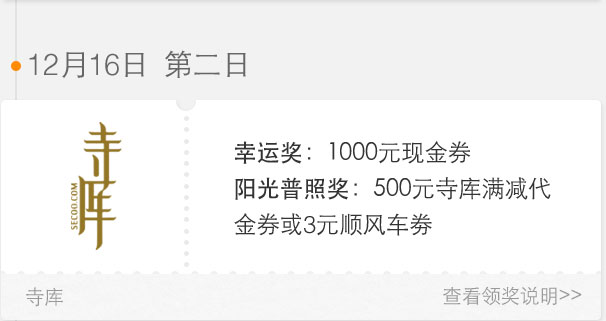 12月16日 第二日
寺库
SECOO.COM
幸运奖：1000元现金券
阳光普照奖：500元寺库满减代
金券或3元顺风车券
寺库
查看领奖说明>>